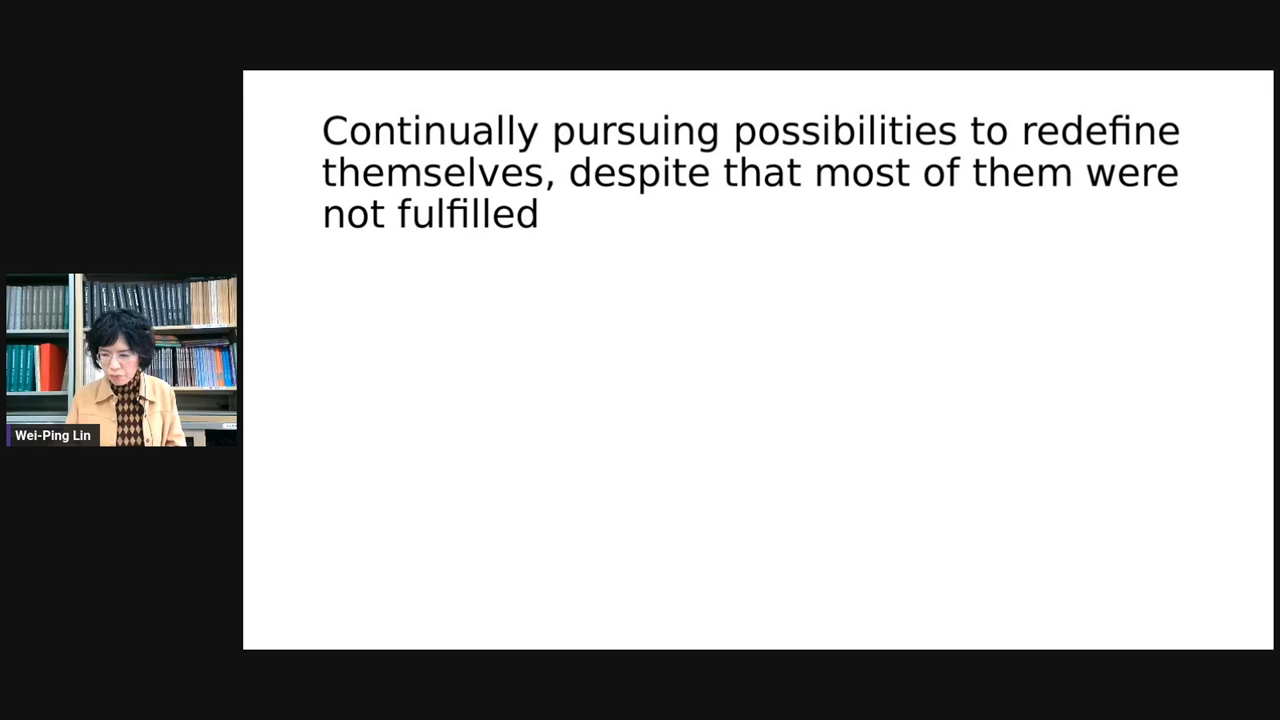 Continually pursuing possibilities to redefine
themselves, despite that most of them were
not fulfilled
Wei-Ping Lin